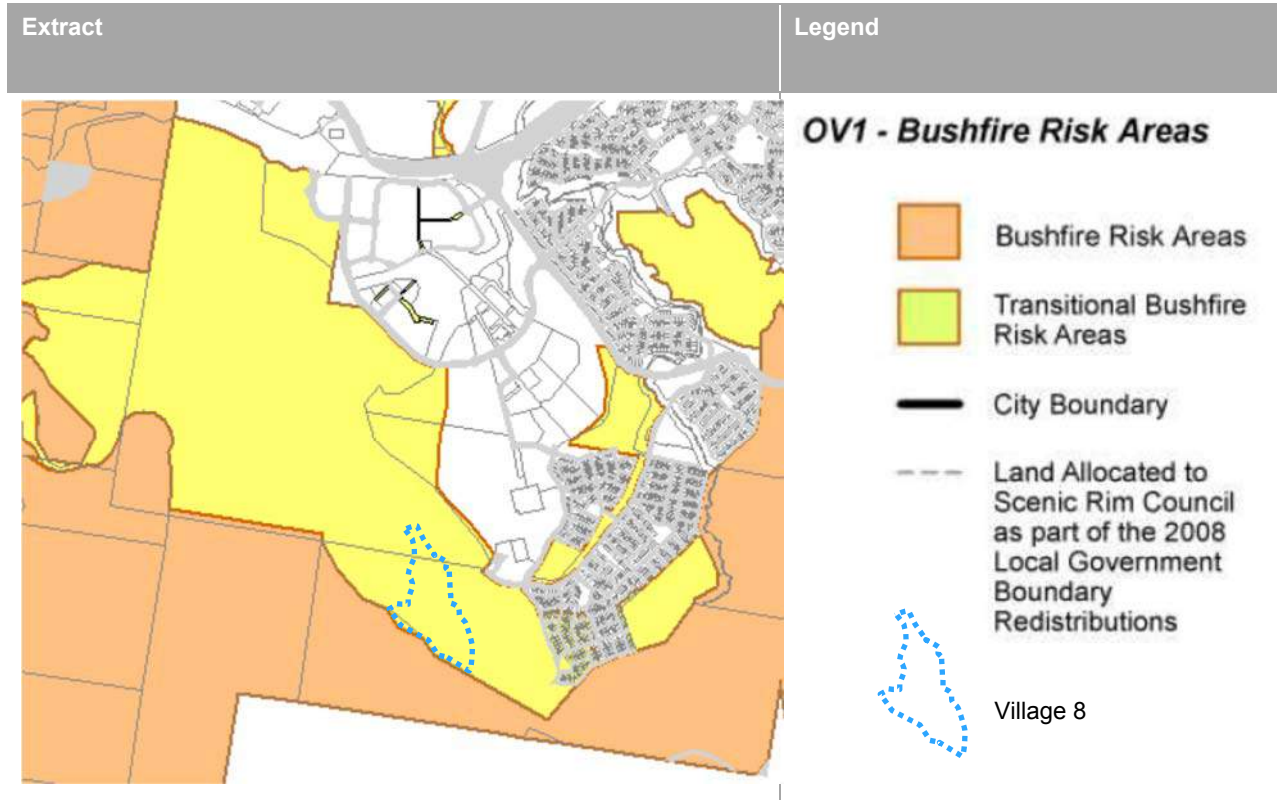 Extract
Legend
OV1 - Bushfire Risk Areas
Bushfire Risk Areas
Transitional Bushfire
Risk Areas
City Boundary
Land Allocated to
Scenic Rim Council
as part of the 2008
Local Government
Boundary
Redistributions
Village 8